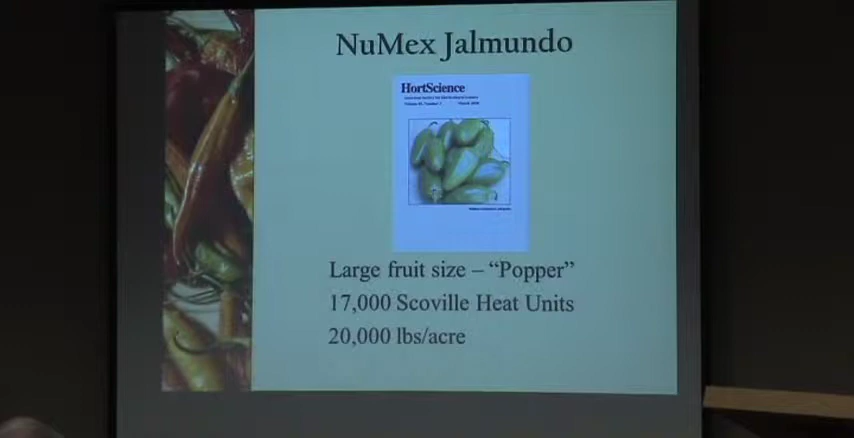 NuMex Jalmundo
HortScience
Large fruit size – “Popper”
17,000 Scoville Heat Units
20,000 lbs/acre